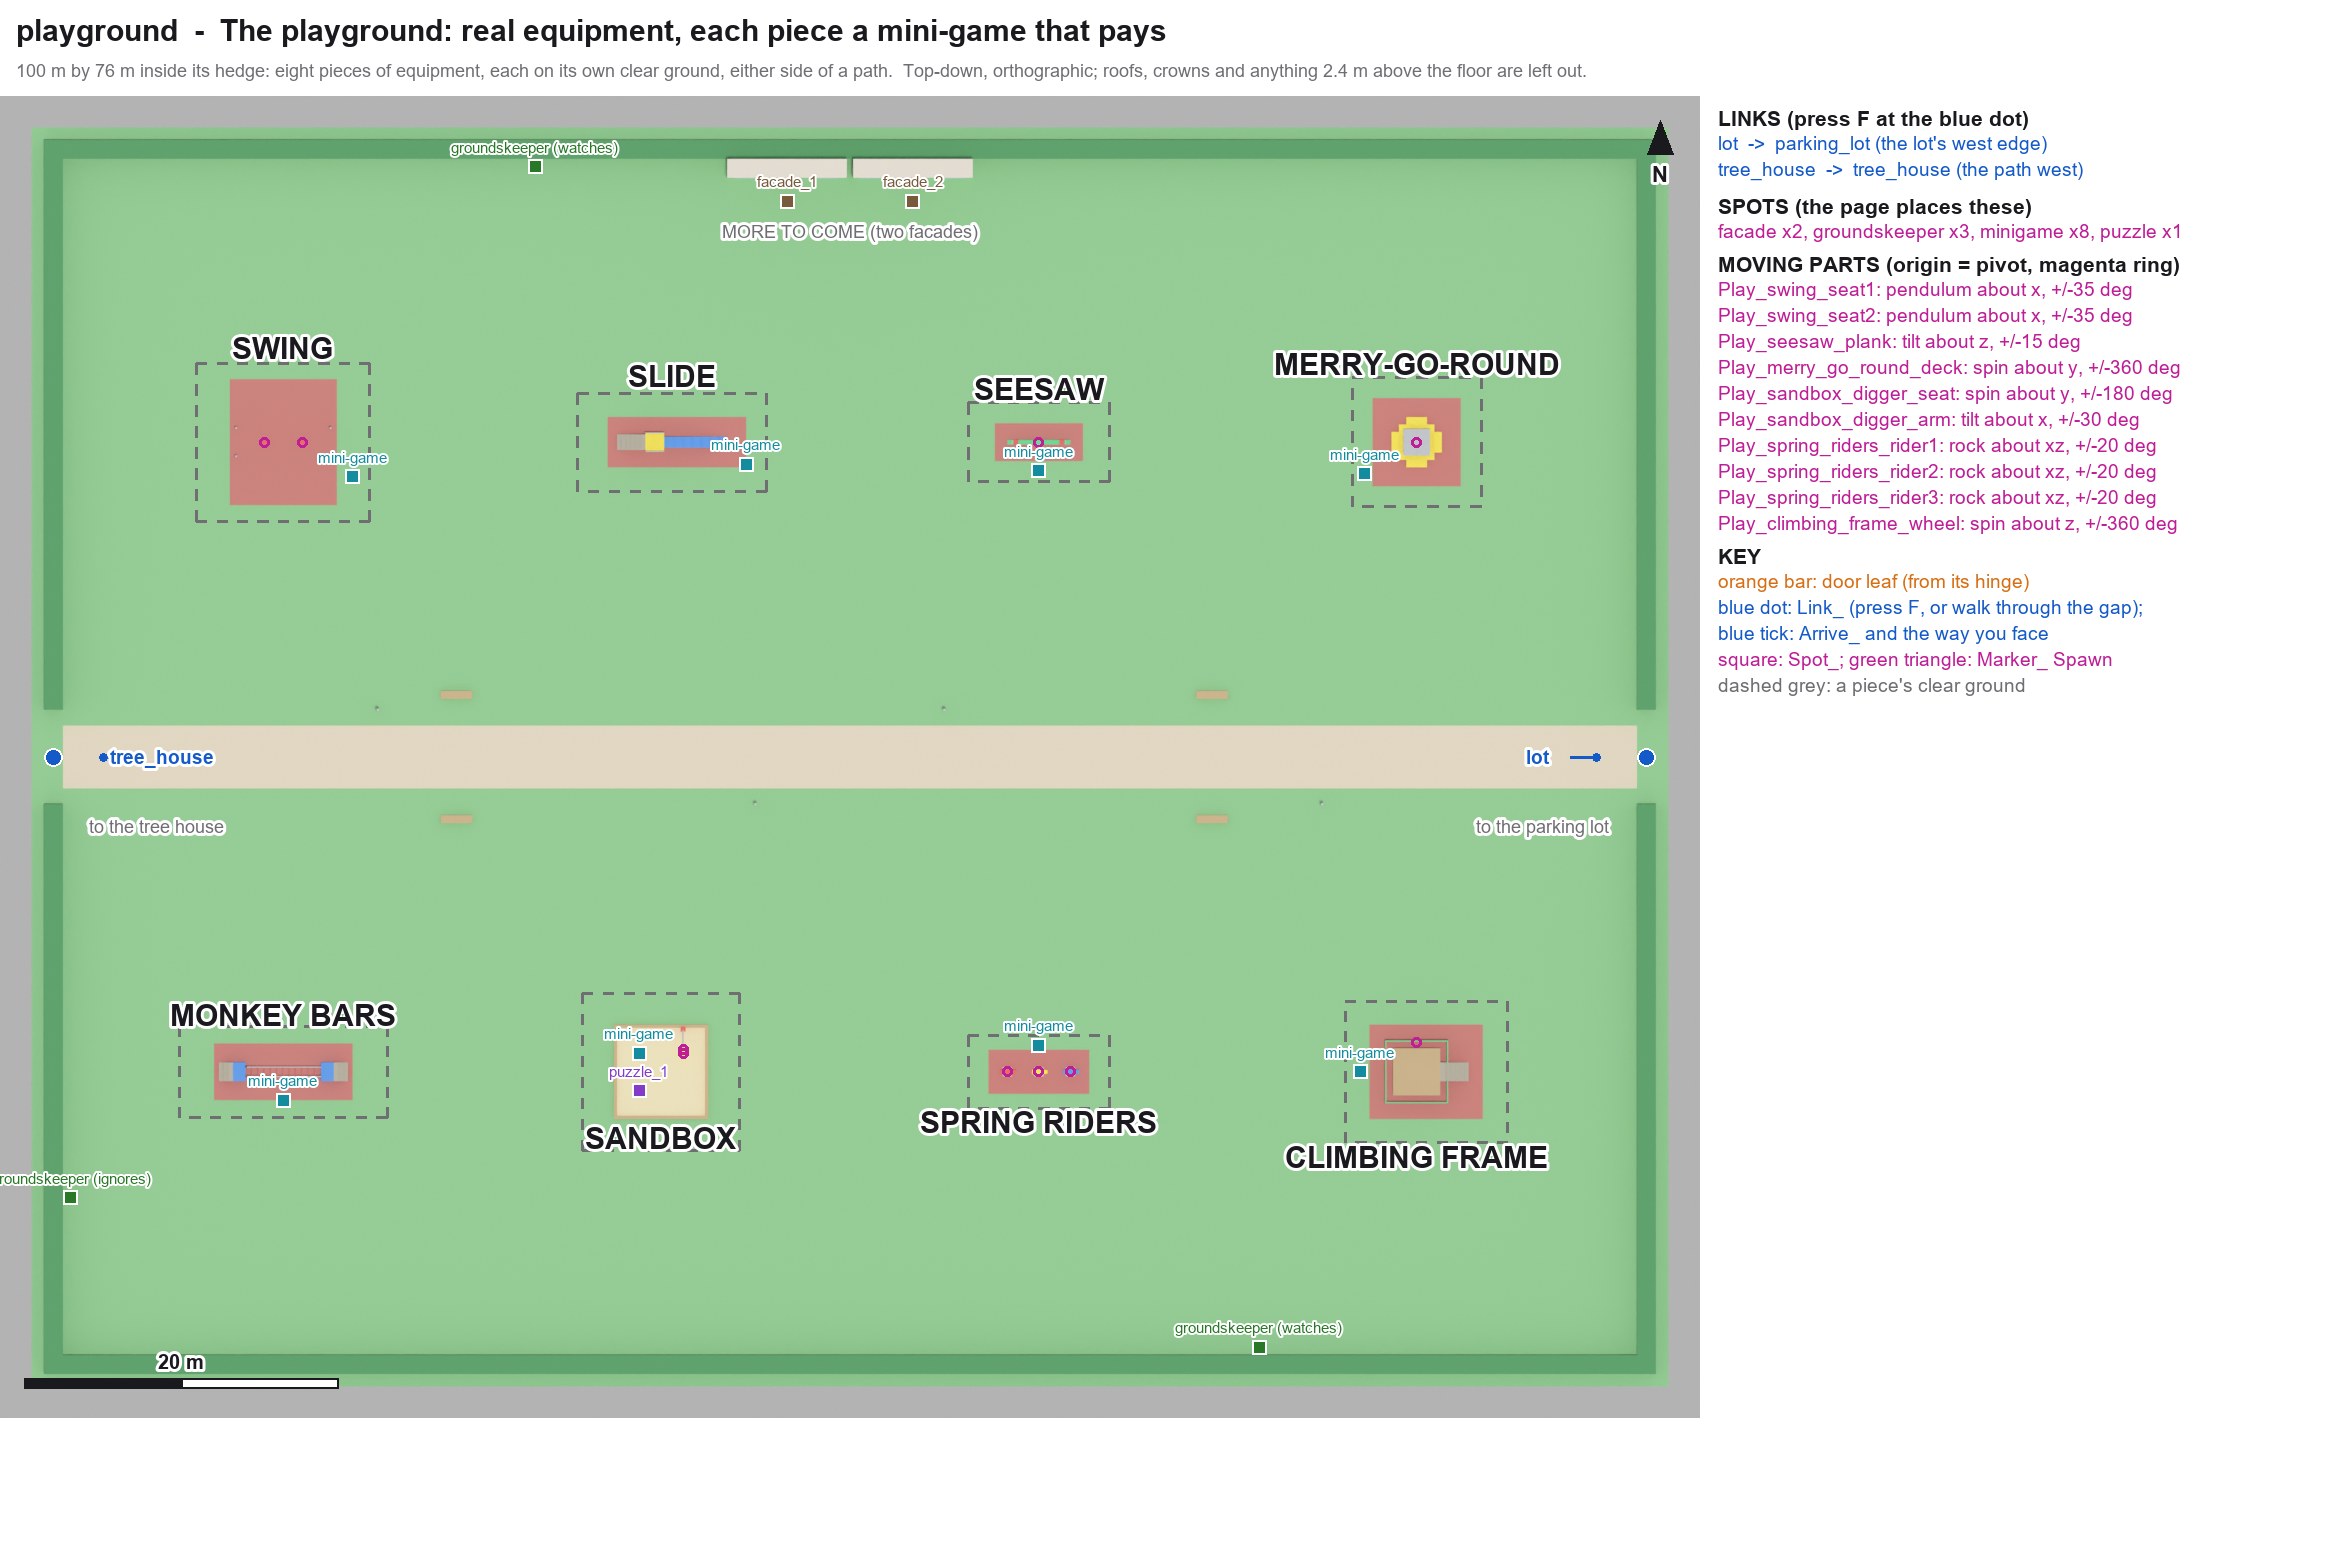 playground - The playground: real equipment, each piece a mini-game that pays
100 m by 76 m inside its hedge: eight pieces of equipment, each on its own clear ground, either side of a path. Top-down, orthographic; roofs, crowns and anything 2.4 m above the floor are left out.
LINKS (press F at the blue dot)
lot -> parking_lot (the lot's west edge)
tree_house -> tree_house (the path west)
SPOTS (the page places these)
facade x2, groundskeeper x3, minigame x8, puzzle x1
MOVING PARTS (origin = pivot, magenta ring)
Play_swing_seat1: pendulum about x, +/-35 deg
Play_swing_seat2: pendulum about x, +/-35 deg
Play_seesaw_plank: tilt about z, +/-15 deg
Play_merry_go_round_deck: spin about y, +/-360 deg
Play_sandbox_digger_seat: spin about y, +/-180 deg
Play_sandbox_digger_arm: tilt about x, +/-30 deg
Play_spring_riders_rider1: rock about xz, +/-20 deg
Play_spring_riders_rider2: rock about xz, +/-20 deg
Play_spring_riders_rider3: rock about xz, +/-20 deg
Play_climbing_frame_wheel: spin about z, +/-360 deg
KEY
orange bar: door leaf (from its hinge)
blue dot: Link_ (press F, or walk through the gap);
blue tick: Arrive_ and the way you face
square: Spot_; green triangle: Marker_ Spawn
dashed grey: a piece's clear ground
N
groundskeeper (watches)
facade_1
facade_2
MORE TO COME (two facades)
SWING
mini-game
SLIDE
mini-game
SEESAW
mini-game
MERRY-GO-ROUND
mini-game
tree_house
lot
to the tree house
to the parking lot
MONKEY BARS
mini-game
mini-game
puzzle_1
SANDBOX
mini-game
SPRING RIDERS
mini-game
CLIMBING FRAME
roundskeeper (ignores)
groundskeeper (watches)
20 m